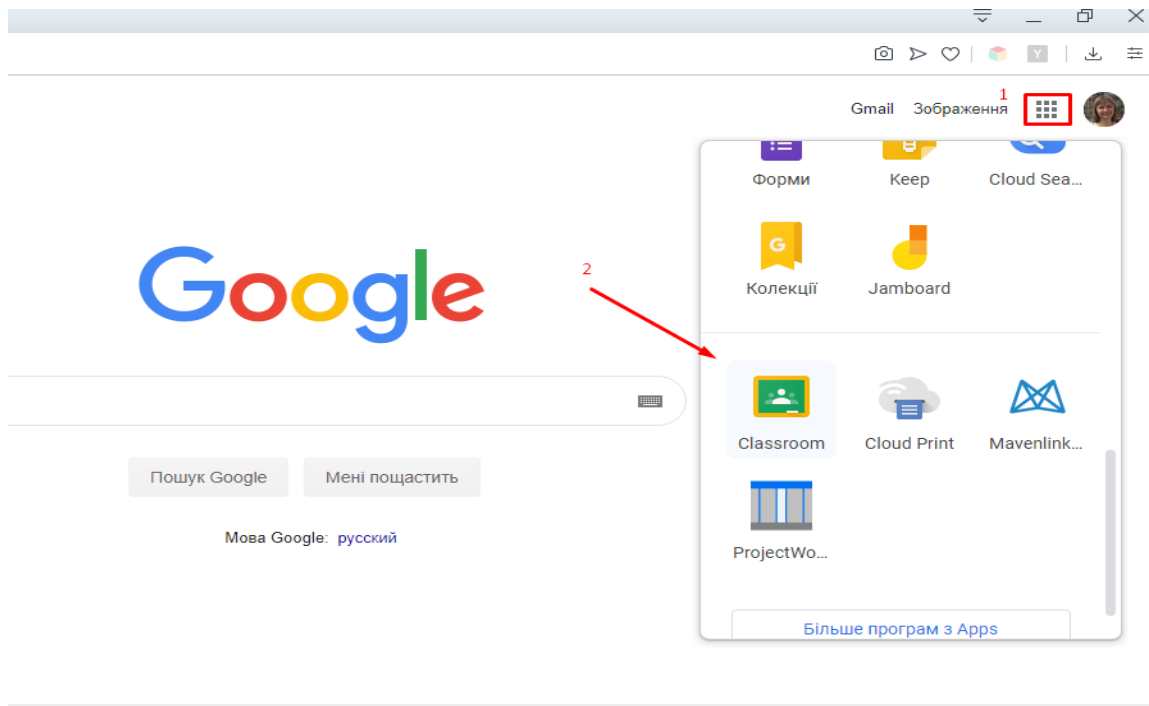 Y
1
Gmail Зображення
Форми Keep Cloud Sea...
G
Колекції Jamboard
Google
2
Classroom Cloud Print Mavenlink...
Пошук Google Мені пощастить
ProjectWo...
Мова Google: русский
Більше програм з Apps